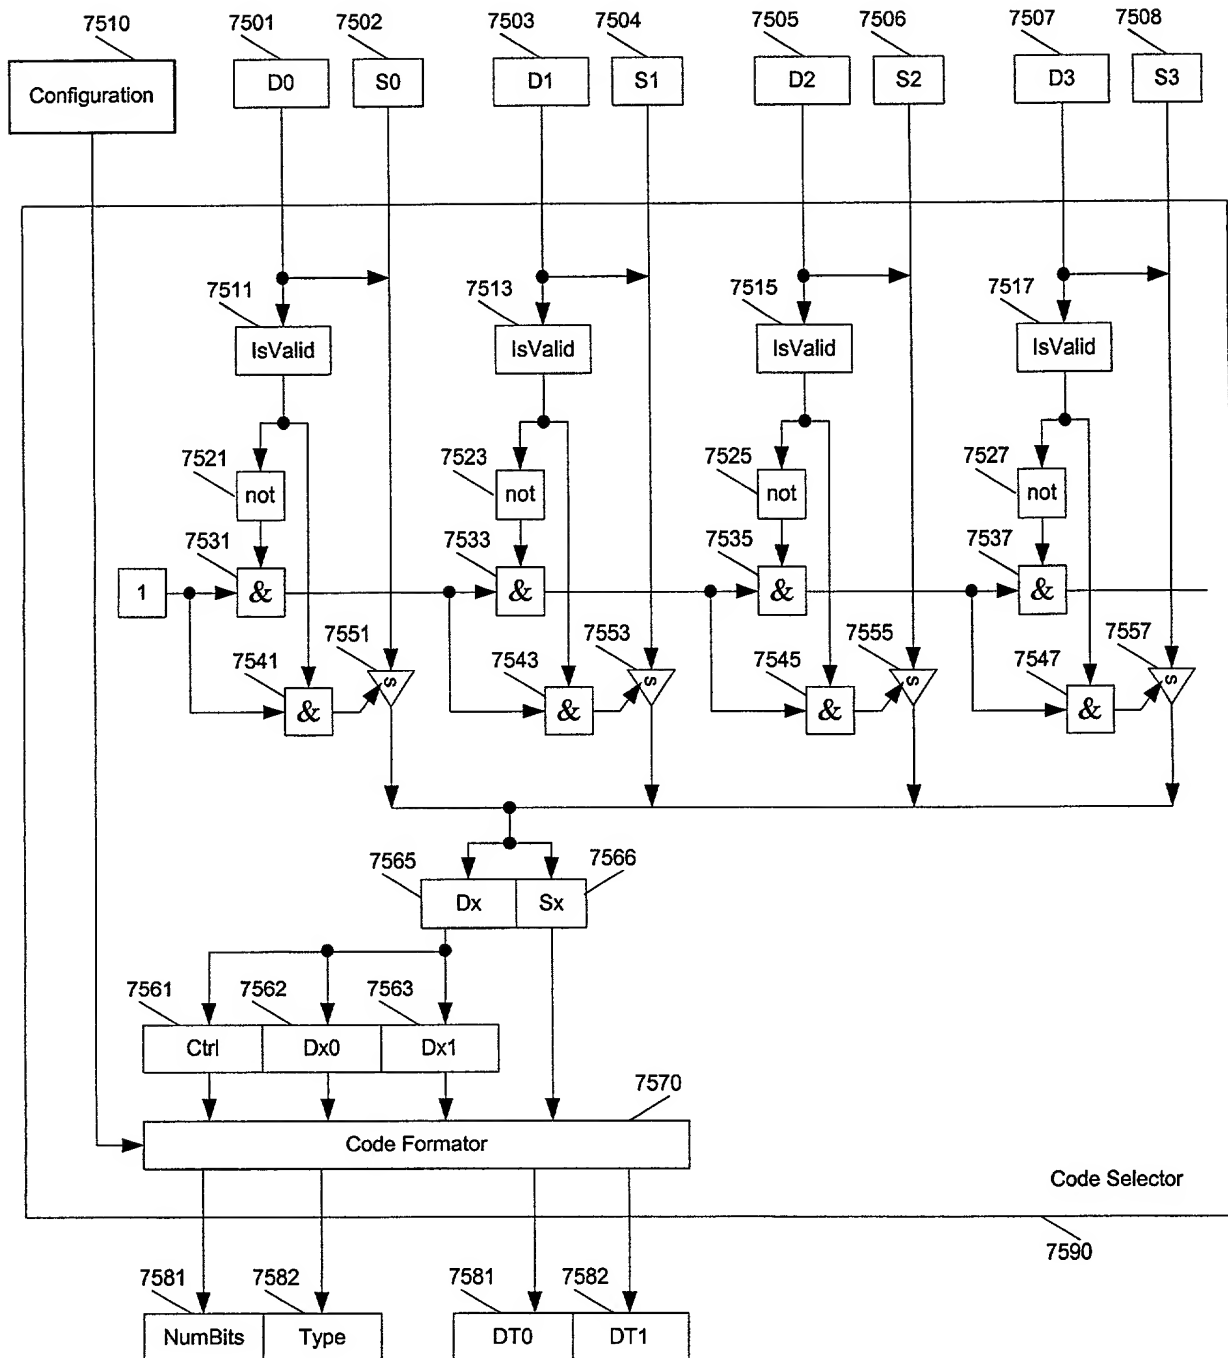 7510 7501 7502 7503 7504 7505 7506 7507 7508
Configuration D0 S0 D1 S1 D2 S2 D3 S3
7511 7513 7515 7517
IsValid IsValid IsValid IsValid
7521 7523 7525 7527
not not not not
7531 7533 7535 7537
1 & & & &
7551 7553 7555 7557
7541 7543 7545 7547
s s s s
& & & &
7565 7566
Dx Sx
7561 7562 7563
Ctrl Dx0 Dx1
7570
Code Formator
Code Selector
7590
7581 7582 7581 7582
NumBits Type DT0 DT1